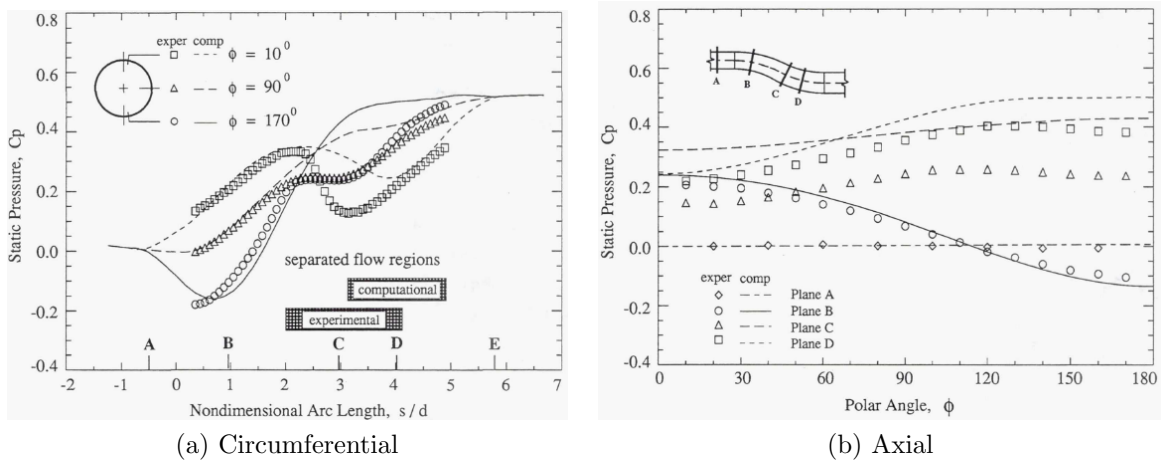 0.8
0.6
0.4
0.2
0.0
-0.2
-0.4
Static Pressure, Cp
exper comp
ϕ = 10⁰
ϕ = 90⁰
ϕ = 170⁰
separated flow regions
computational
experimental
A B C D E
-2 -1 0 1 2 3 4 5 6 7
Nondimensional Arc Length, s/d
(a) Circumferential
0.8
0.6
0.4
0.2
0.0
-0.2
-0.4
Static Pressure, Cp
A B C D
exper comp
Plane A
Plane B
Plane C
Plane D
0 30 60 90 120 150 180
Polar Angle, ϕ
(b) Axial